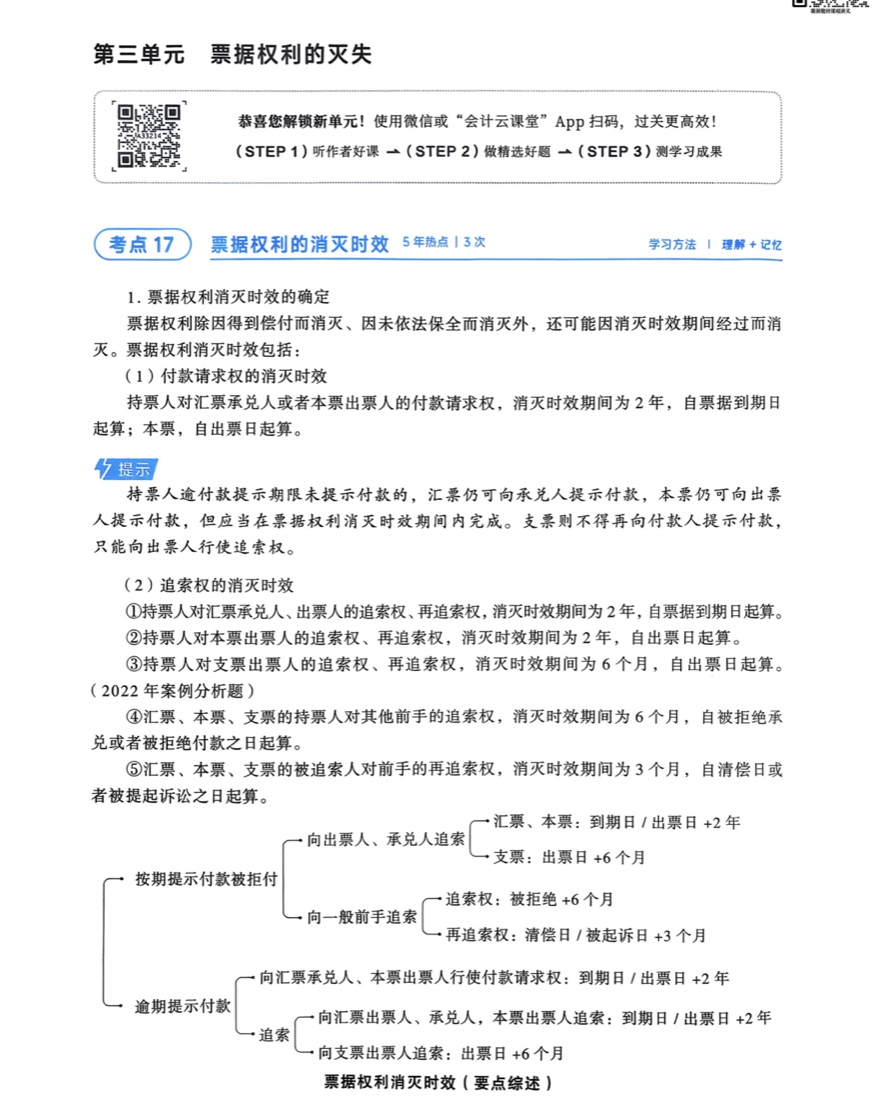 第三单元 票据权利的灭失
恭喜您解锁新单元！使用微信或“会计云课堂”App 扫码，过关更高效！
（STEP 1）听作者好课 ⇀（STEP 2）做精选好题 ⇀（STEP 3）测学习成果
考点 17 票据权利的消灭时效 5 年热点 | 3 次 学习方法 | 理解 + 记忆
1. 票据权利消灭时效的确定
票据权利除因得到偿付而消灭、因未依法保全而消灭外，还可能因消灭时效期间经过而消
灭。票据权利消灭时效包括：
（1）付款请求权的消灭时效
持票人对汇票承兑人或者本票出票人的付款请求权，消灭时效期间为 2 年，自票据到期日
起算；本票，自出票日起算。
提示
持票人逾付款提示期限未提示付款的，汇票仍可向承兑人提示付款，本票仍可向出票
人提示付款，但应当在票据权利消灭时效期间内完成。支票则不得再向付款人提示付款，
只能向出票人行使追索权。
（2）追索权的消灭时效
①持票人对汇票承兑人、出票人的追索权、再追索权，消灭时效期间为 2 年，自票据到期日起算。
②持票人对本票出票人的追索权、再追索权，消灭时效期间为 2 年，自出票日起算。
③持票人对支票出票人的追索权、再追索权，消灭时效期间为 6 个月，自出票日起算。
（2022 年案例分析题）
④汇票、本票、支票的持票人对其他前手的追索权，消灭时效期间为 6 个月，自被拒绝承
兑或者被拒绝付款之日起算。
⑤汇票、本票、支票的被追索人对前手的再追索权，消灭时效期间为 3 个月，自清偿日或
者被提起诉讼之日起算。
按期提示付款被拒付
向出票人、承兑人追索
汇票、本票：到期日 / 出票日 +2 年
支票：出票日 +6 个月
向一般前手追索
追索权：被拒绝 +6 个月
再追索权：清偿日 / 被起诉日 +3 个月
逾期提示付款
向汇票承兑人、本票出票人行使付款请求权：到期日 / 出票日 +2 年
追索
向汇票出票人、承兑人，本票出票人追索：到期日 / 出票日 +2 年
向支票出票人追索：出票日 +6 个月
票据权利消灭时效（要点综述）